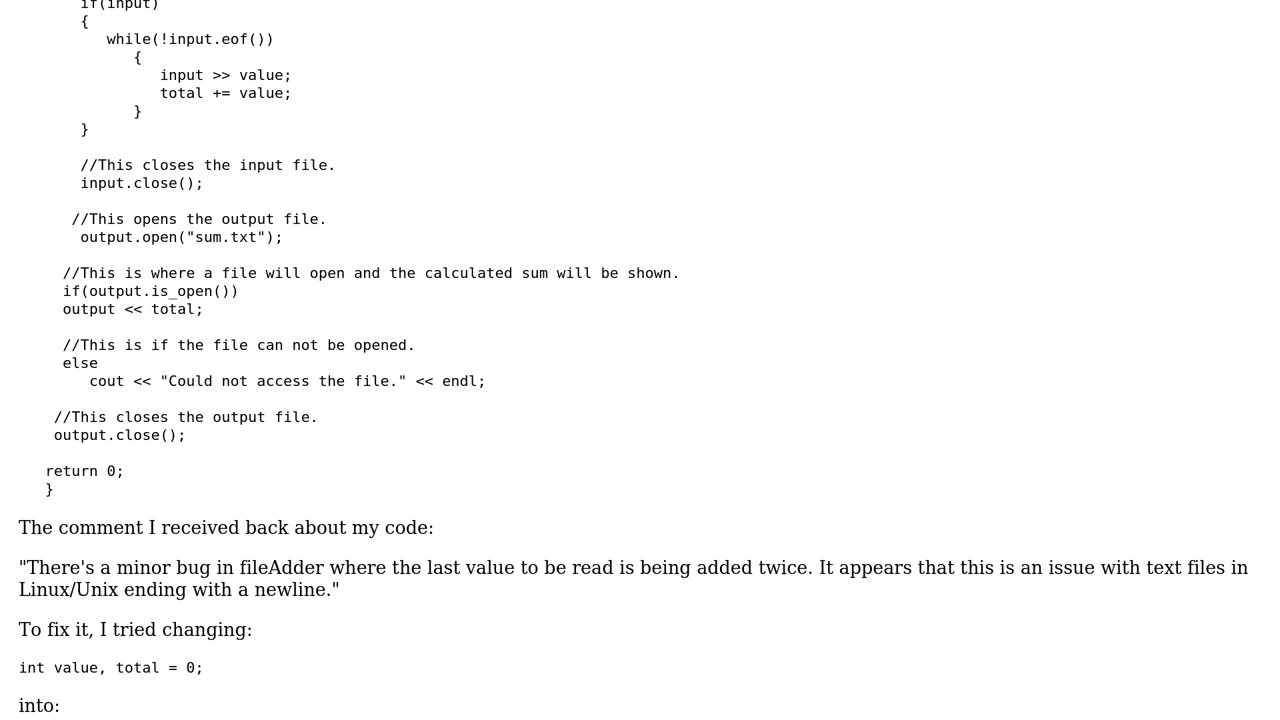 if(input)
{
while(!input.eof())
{
input >> value;
total += value;
}
}
//This closes the input file.
input.close();
//This opens the output file.
output.open("sum.txt");
//This is where a file will open and the calculated sum will be shown.
if(output.is_open())
output << total;
//This is if the file can not be opened.
else
cout << "Could not access the file." << endl;
//This closes the output file.
output.close();
return 0;
}
The comment I received back about my code:
"There's a minor bug in fileAdder where the last value to be read is being added twice. It appears that this is an issue with text files in
Linux/Unix ending with a newline."
To fix it, I tried changing:
int value, total = 0;
into: